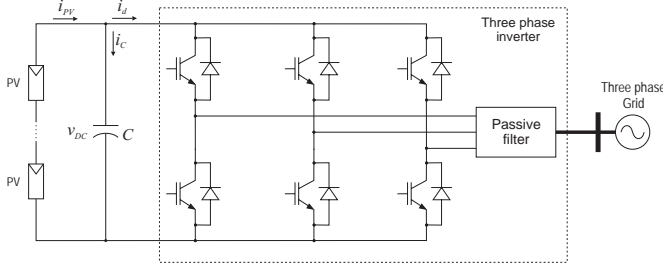 i_PV
i_d
i_C
Three phase
inverter
PV
v_DC
C
PV
Passive
filter
Three phase
Grid